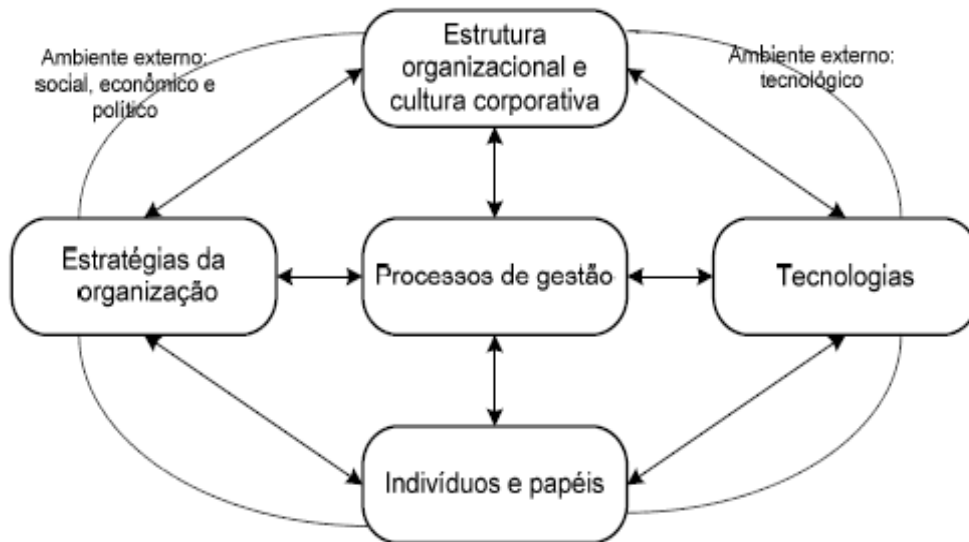 Ambiente externo:
social, econômico e
político
Estrutura
organizacional e
cultura corporativa
Ambiente externo:
tecnológico
Estratégias da
organização
Processos de gestão
Tecnologias
Indivíduos e papéis